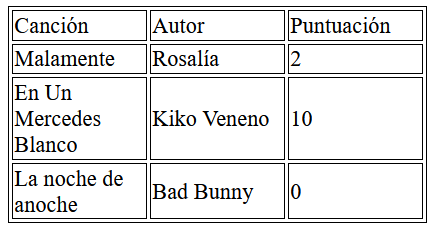 Canción Autor Puntuación
Malamente Rosalía 2
En Un
Mercedes
Blanco Kiko Veneno 10
La noche de
anoche Bad Bunny 0